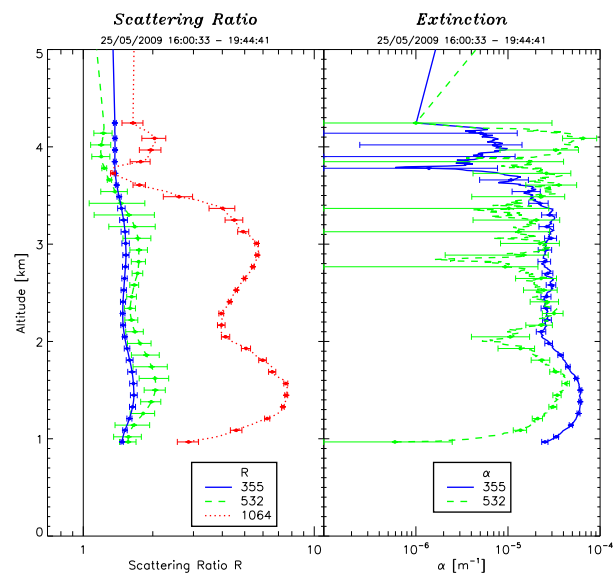 Scattering Ratio
25/05/2009 16:00:33 - 19:44:41
Extinction
25/05/2009 16:00:33 - 19:44:41
5
4
3
2
1
0
Altitude [km]
R
355
532
1064
α
355
532
1
10
10⁻⁶
10⁻⁵
10⁻⁴
Scattering Ratio R
α [m⁻¹]